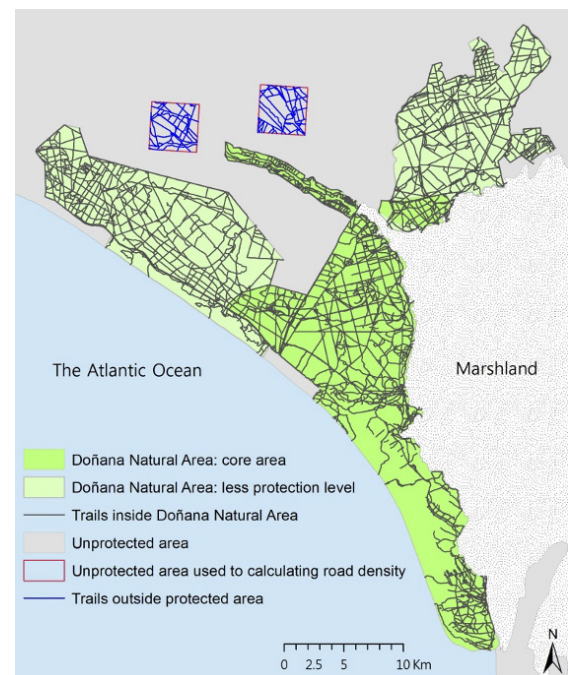 The Atlantic Ocean
Marshland
Doñana Natural Area: core area
Doñana Natural Area: less protection level
Trails inside Doñana Natural Area
Unprotected area
Unprotected area used to calculating road density
Trails outside protected area
N
0 2.5 5 10 Km